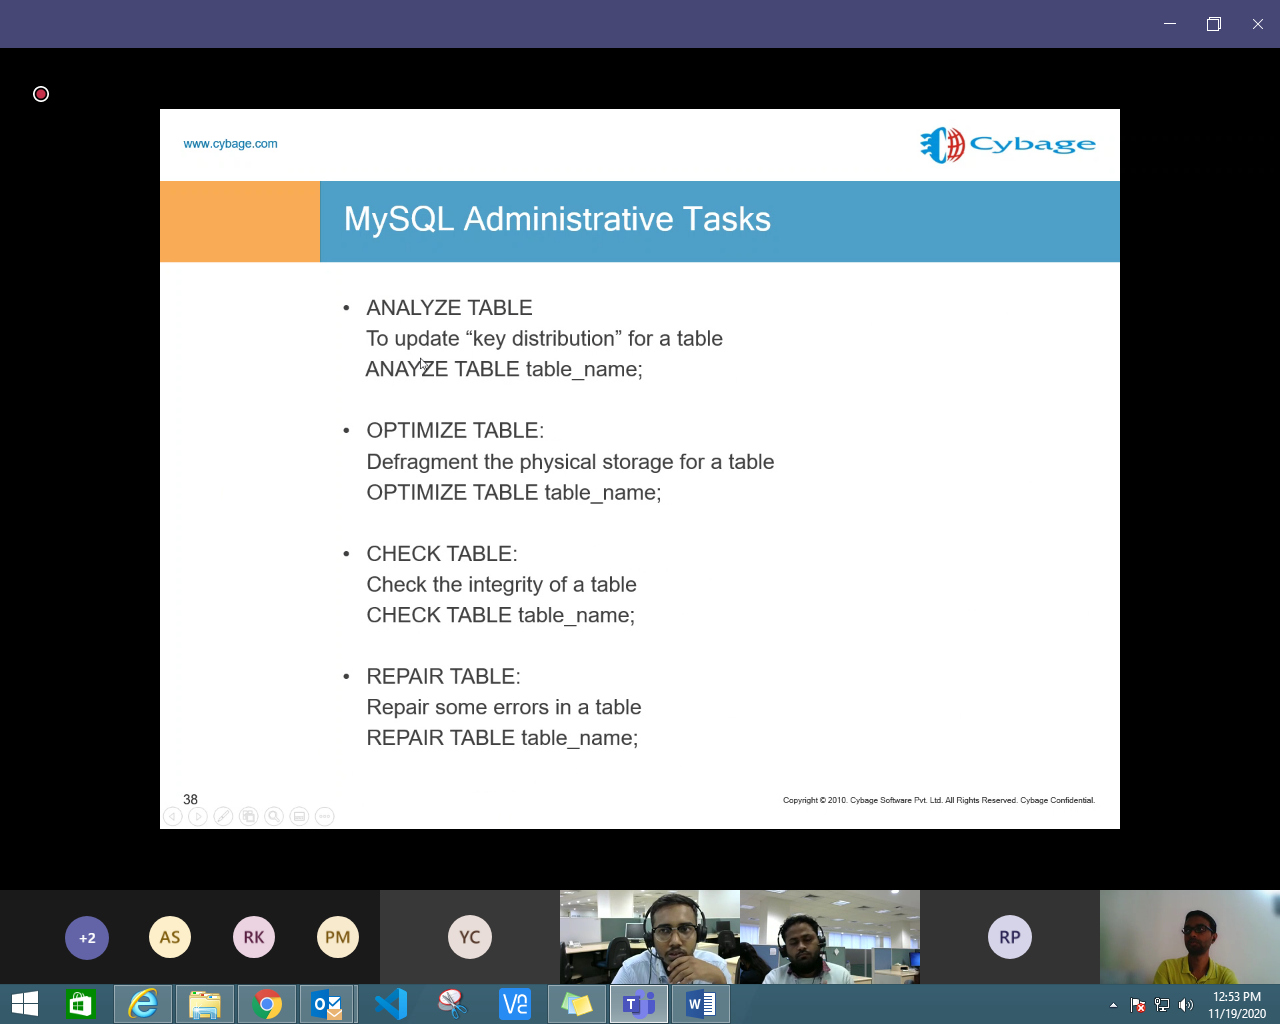 www.cybage.com
Cybage
MySQL Administrative Tasks
• ANALYZE TABLE
To update “key distribution” for a table
ANAYZE TABLE table_name;
• OPTIMIZE TABLE:
Defragment the physical storage for a table
OPTIMIZE TABLE table_name;
• CHECK TABLE:
Check the integrity of a table
CHECK TABLE table_name;
• REPAIR TABLE:
Repair some errors in a table
REPAIR TABLE table_name;
38
Copyright © 2010. Cybage Software Pvt. Ltd. All Rights Reserved. Cybage Confidential.
+2
AS
RK
PM
YC
RP
12:53 PM
11/19/2020